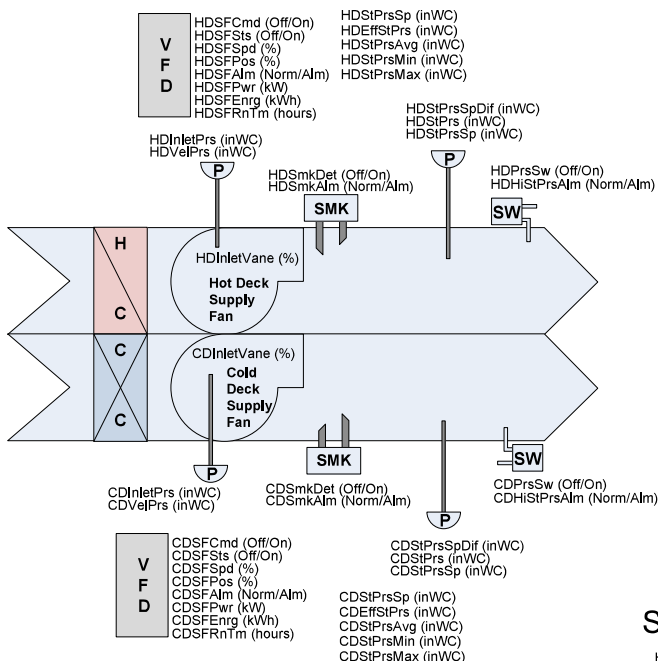 HDSFCmd (Off/On)
HDSFSts (Off/On)
HDSFSpd (%)
HDSFPos (%)
HDSFAlm (Norm/Alm)
HDSFPwr (kW)
HDSFEnrg (kWh)
HDSFRnTm (hours)
V
F
D
HDStPrsSp (inWC)
HDEffStPrs (inWC)
HDStPrsAvg (inWC)
HDStPrsMin (inWC)
HDStPrsMax (inWC)
HDStPrsSpDif (inWC)
HDStPrs (inWC)
HDStPrsSp (inWC)
P
HDInletPrs (inWC)
HDVelPrs (inWC)
P
HDSmkDet (Off/On)
HDSmkAlm (Norm/Alm)
SMK
HDPrsSw (Off/On)
HDHiStPrsAlm (Norm/Alm)
SW
H
C
HDInletVane (%)
Hot Deck
Supply
Fan
C
C
CDInletVane (%)
Cold
Deck
Supply
Fan
P
CDInletPrs (inWC)
CDVelPrs (inWC)
SMK
CDSmkDet (Off/On)
CDSmkAlm (Norm/Alm)
SW
CDPrsSw (Off/On)
CDHiStPrsAlm (Norm/Alm)
P
CDStPrsSpDif (inWC)
CDStPrs (inWC)
CDStPrsSp (inWC)
V
F
D
CDSFCmd (Off/On)
CDSFSts (Off/On)
CDSFSpd (%)
CDSFPos (%)
CDSFAlm (Norm/Alm)
CDSFPwr (kW)
CDSFEnrg (kWh)
CDSFRnTm (hours)
CDStPrsSp (inWC)
CDEffStPrs (inWC)
CDStPrsAvg (inWC)
CDStPrsMin (inWC)
CDStPrsMax (inWC)
S
H